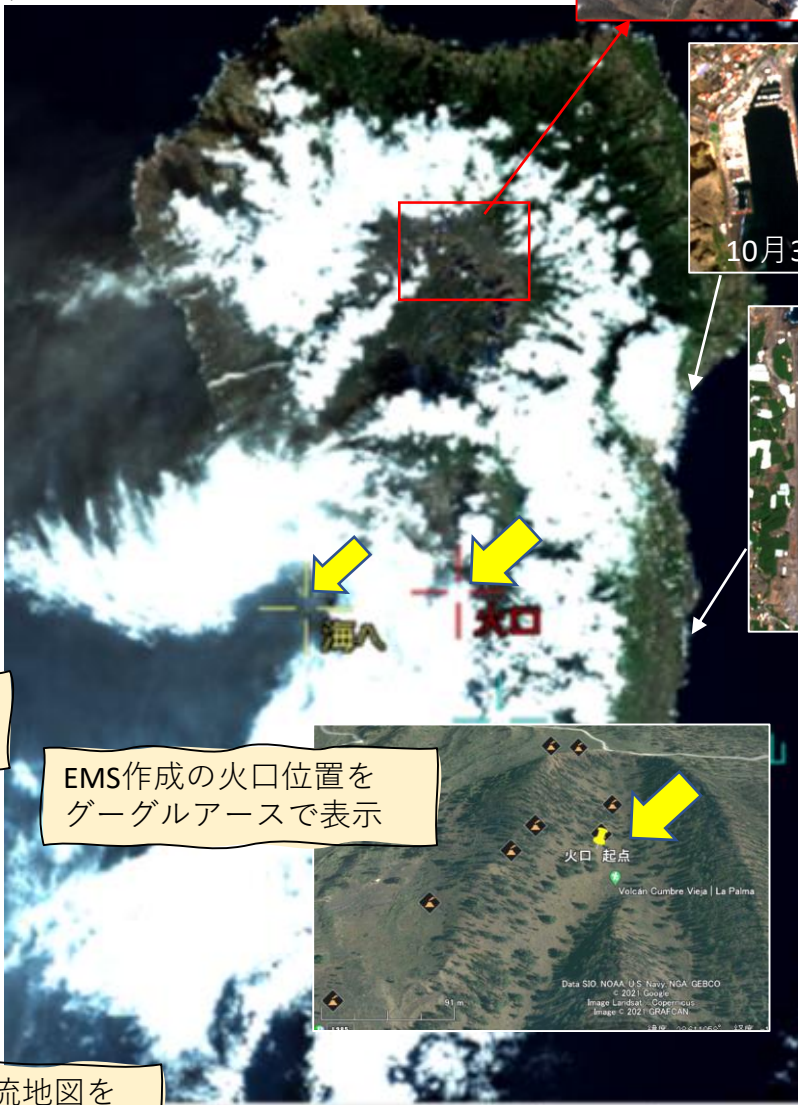 10月3
海へ
火口
山
EMS作成の火口位置を
グーグルアースで表示
火口 起点
Volcán Cumbre Vieja | La Palma
Data SIO, NOAA, U.S. Navy, NGA, GEBCO
© 2021 Google
Image Landsat / Copernicus
Image © 2021 GRAFCAN
91 m
流地図を